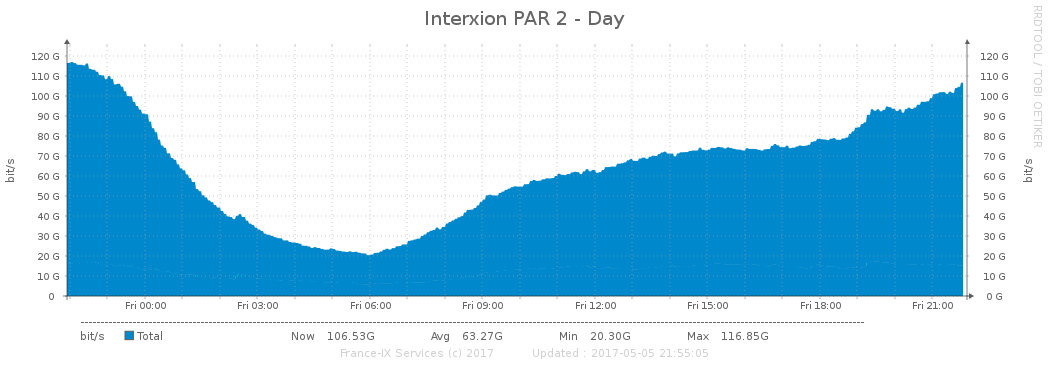 Interxion PAR 2 - Day
RRDTOOL / TOBI OETIKER
bit/s
120 G
110 G
100 G
90 G
80 G
70 G
60 G
50 G
40 G
30 G
20 G
10 G
0
120 G
110 G
100 G
90 G
80 G
70 G
60 G
50 G
40 G
30 G
20 G
10 G
0 G
bit/s
Fri 00:00 Fri 03:00 Fri 06:00 Fri 09:00 Fri 12:00 Fri 15:00 Fri 18:00 Fri 21:00
bit/s Total Now 106.53G Avg 63.27G Min 20.30G Max 116.85G
France-IX Services (c) 2017 Updated : 2017-05-05 21:55:05